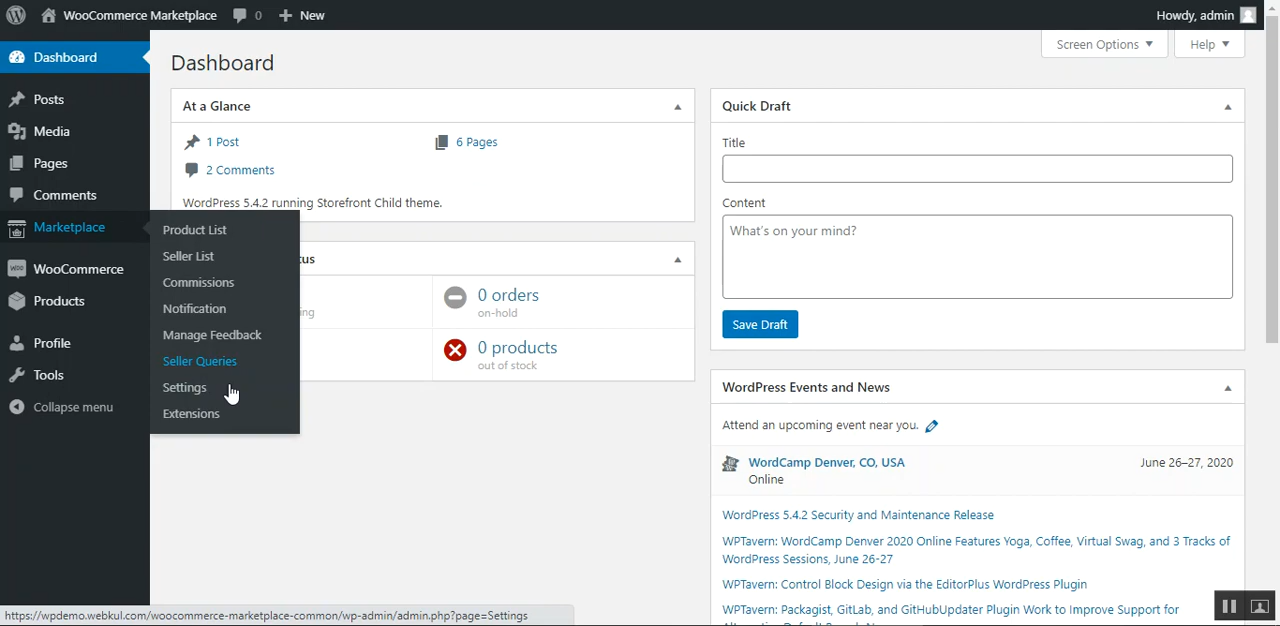 WooCommerce Marketplace 0 New Howdy, admin
Screen Options Help
Dashboard
Posts
Media
Pages
Comments
Marketplace
WooCommerce
Products
Profile
Tools
Collapse menu
Product List
Seller List
Commissions
Notification
Manage Feedback
Seller Queries
Settings
Extensions
Dashboard
At a Glance
1 Post 6 Pages
2 Comments
WordPress 5.4.2 running Storefront Child theme.
tus
ing
0 orders
on-hold
0 products
out of stock
Quick Draft
Title
Content
What's on your mind?
Save Draft
WordPress Events and News
Attend an upcoming event near you.
WordCamp Denver, CO, USA June 26–27, 2020
Online
WordPress 5.4.2 Security and Maintenance Release
WPTavern: WordCamp Denver 2020 Online Features Yoga, Coffee, Virtual Swag, and 3 Tracks of
WordPress Sessions, June 26-27
WPTavern: Control Block Design via the EditorPlus WordPress Plugin
WPTavern: Packagist, GitLab, and GitHubUpdater Plugin Work to Improve Support for
https://wpdemo.webkul.com/woocommerce-marketplace-common/wp-admin/admin.php?page=Settings